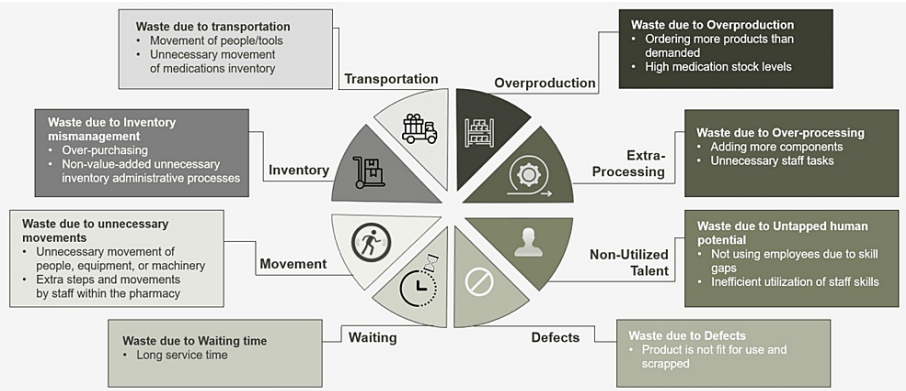 Waste due to transportation
• Movement of people/tools
• Unnecessary movement
of medications inventory
Transportation
Waste due to Overproduction
• Ordering more products than
demanded
• High medication stock levels
Overproduction
Waste due to Inventory
mismanagement
• Over-purchasing
• Non-value-added unnecessary
inventory administrative processes
Inventory
Waste due to Over-processing
• Adding more components
• Unnecessary staff tasks
Extra-
Processing
Waste due to unnecessary
movements
• Unnecessary movement of
people, equipment, or machinery
• Extra steps and movements
by staff within the pharmacy
Movement
Waste due to Untapped human
potential
• Not using employees due to skill
gaps
• Inefficient utilization of staff skills
Non-Utilized
Talent
Waste due to Waiting time
• Long service time
Waiting
Defects
Waste due to Defects
• Product is not fit for use and
scrapped